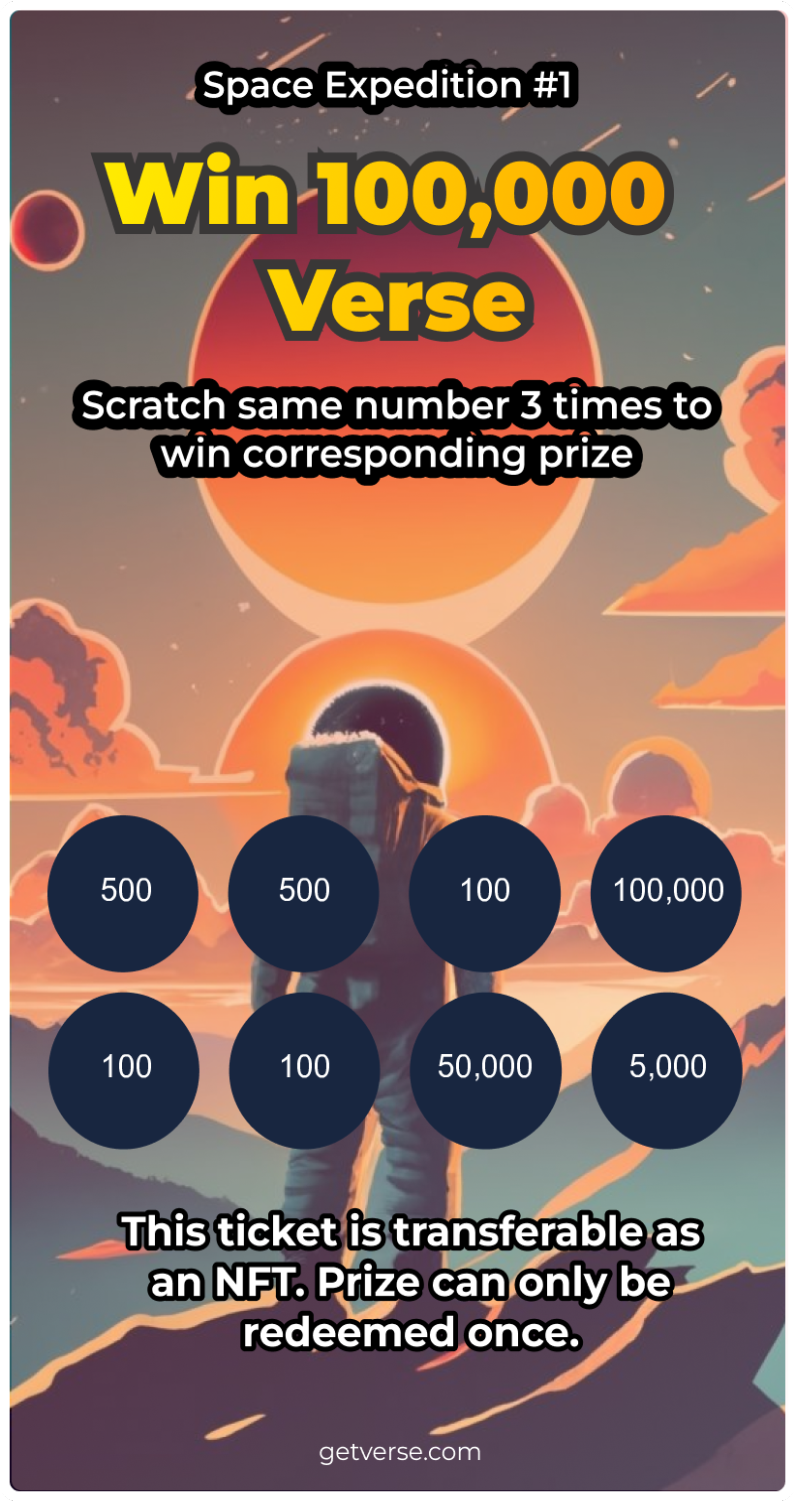 Space Expedition #1
Win 100,000
Verse
Scratch same number 3 times to
win corresponding prize
500 500 100 100,000
100 100 50,000 5,000
This ticket is transferable as
an NFT. Prize can only be
redeemed once.
getverse.com